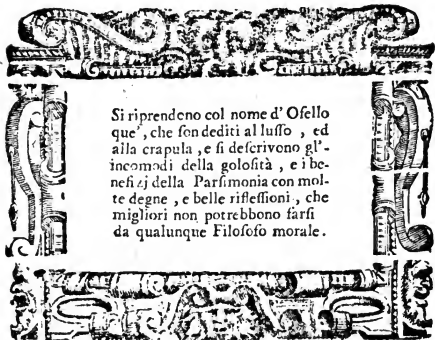 Si riprendono col nome d' Oſello
que', che ſon dediti al luſſo , ed
alla crapula , e ſi deſcrivono gl'-
incomodi della goloſità , e i be-
nefizj della Parſimonia con mol-
te degne , e belle rifleſſioni , che
migliori non potrebbono farſi
da qualunque Filoſofo morale .